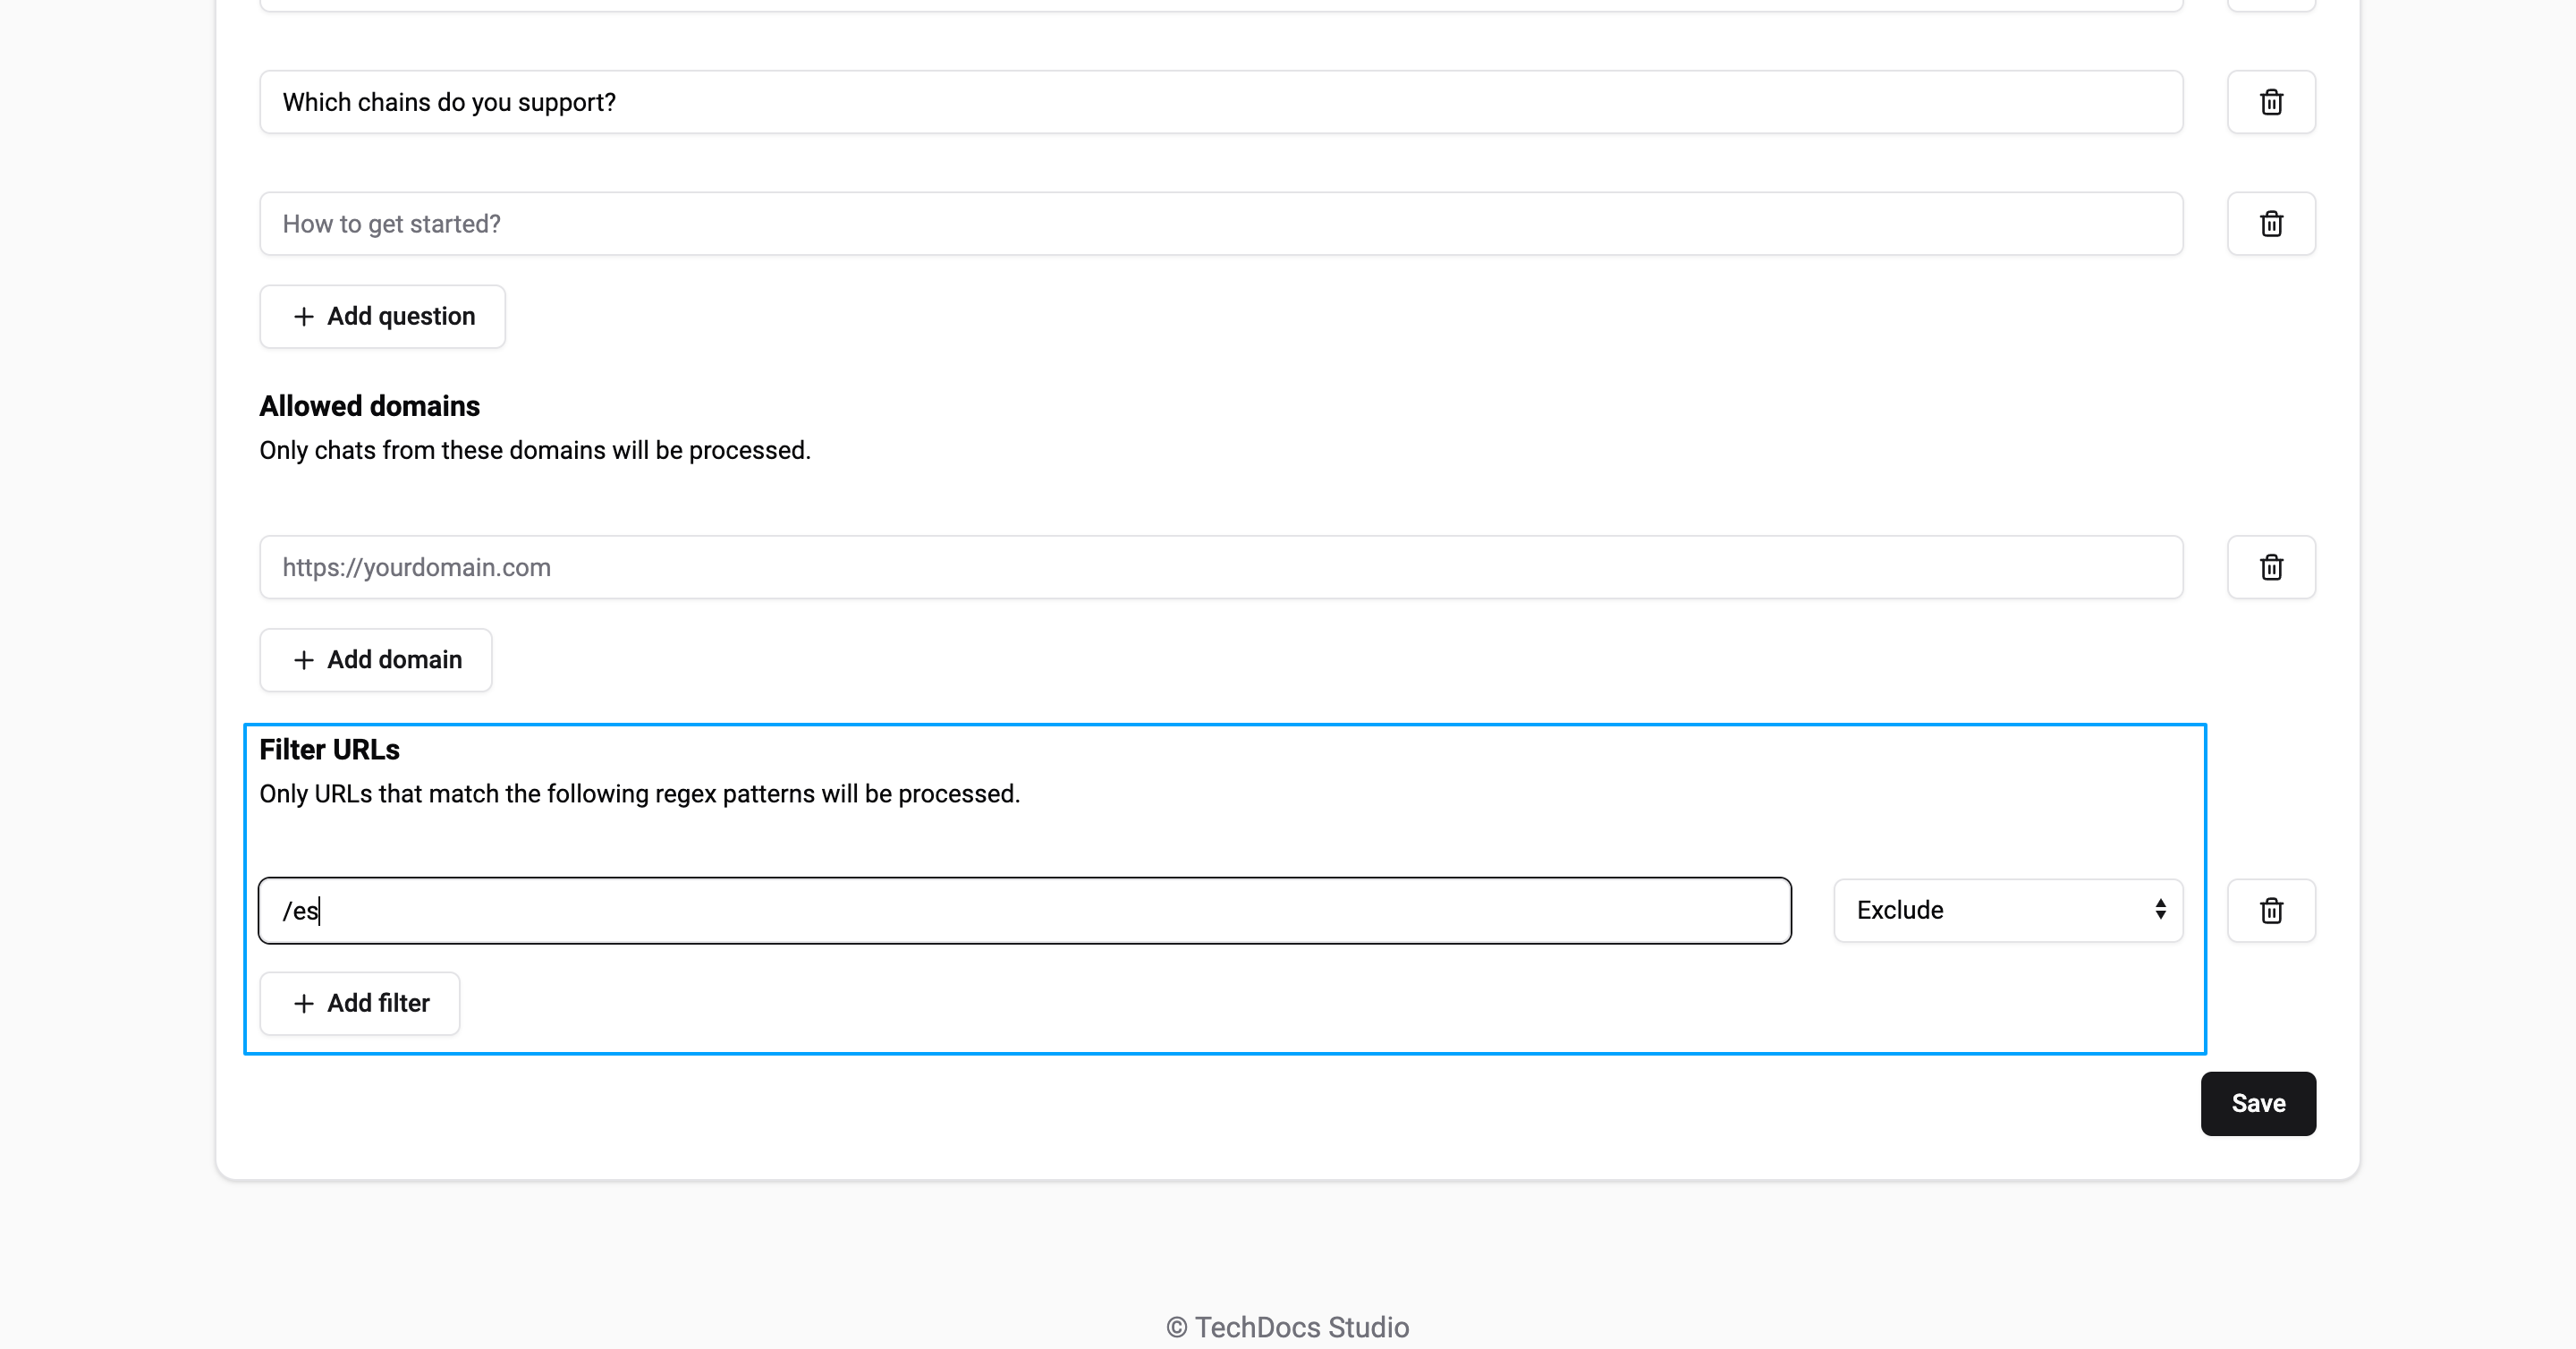 Which chains do you support?
How to get started?
+ Add question
Allowed domains
Only chats from these domains will be processed.
https://yourdomain.com
+ Add domain
Filter URLs
Only URLs that match the following regex patterns will be processed.
/es
Exclude
+ Add filter
Save
© TechDocs Studio